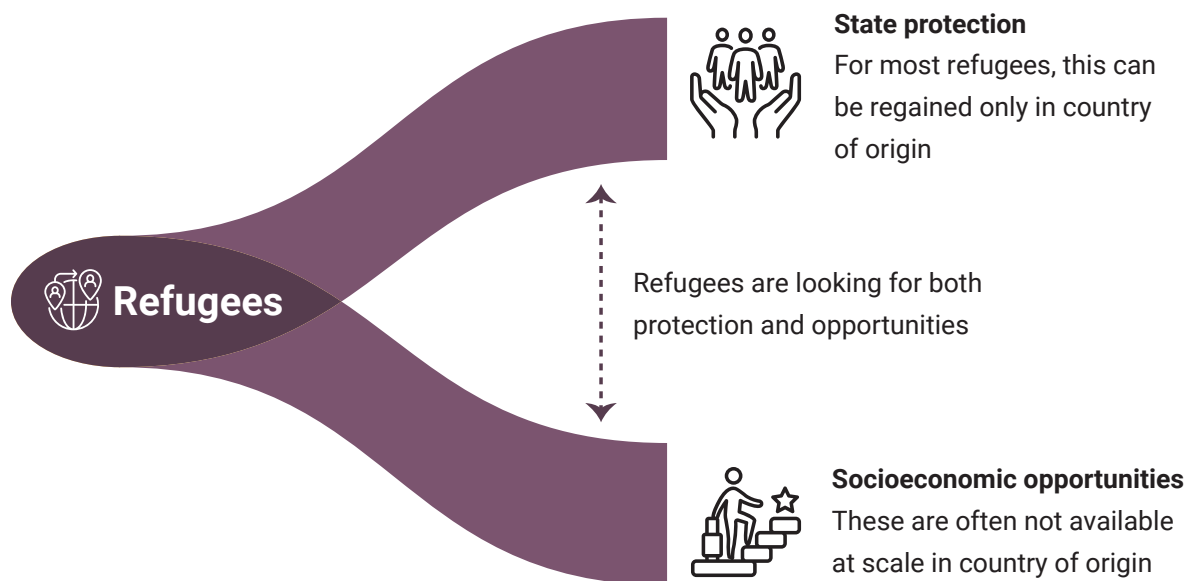 State protection
For most refugees, this can
be regained only in country
of origin
Refugees
Refugees are looking for both
protection and opportunities
Socioeconomic opportunities
These are often not available
at scale in country of origin